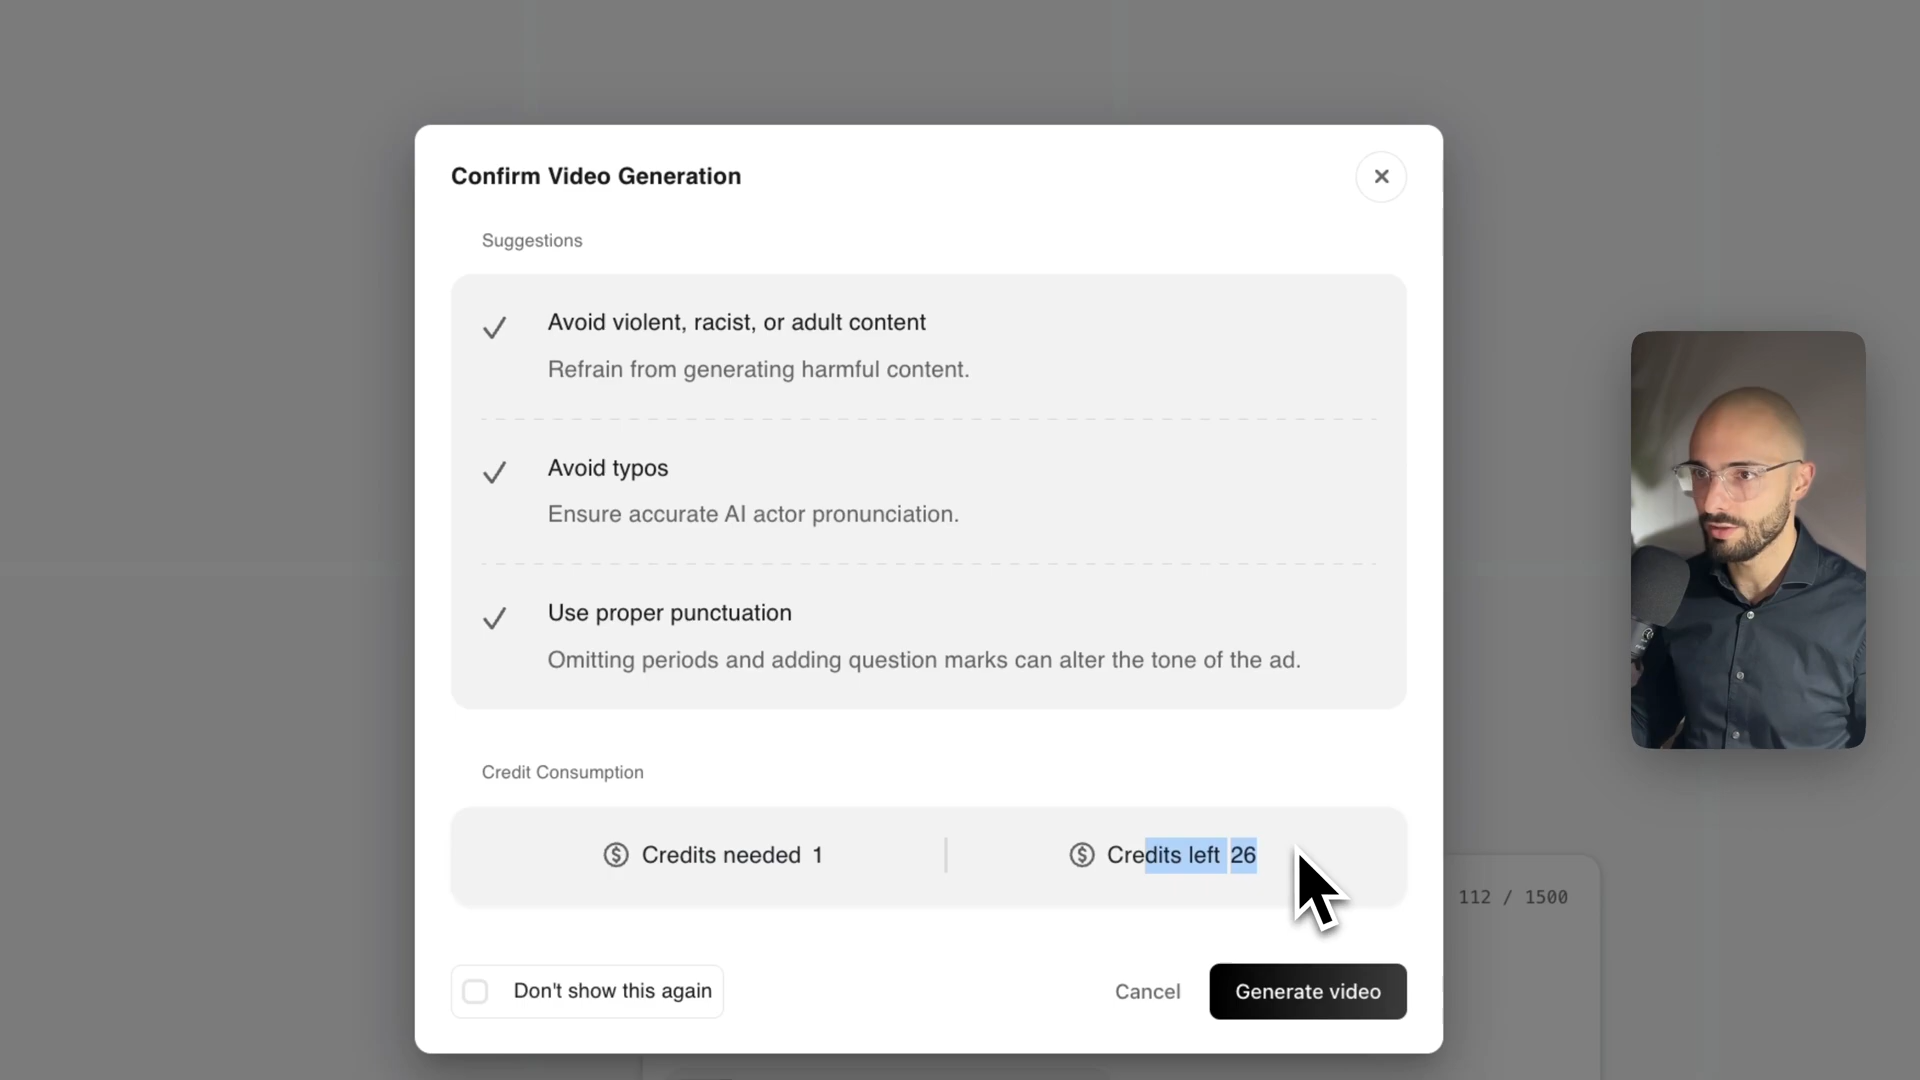 Confirm Video Generation
Suggestions
Avoid violent, racist, or adult content
Refrain from generating harmful content.
Avoid typos
Ensure accurate AI actor pronunciation.
Use proper punctuation
Omitting periods and adding question marks can alter the tone of the ad.
Credit Consumption
Credits needed 1
Credits left 26
112 / 1500
Don't show this again
Cancel
Generate video